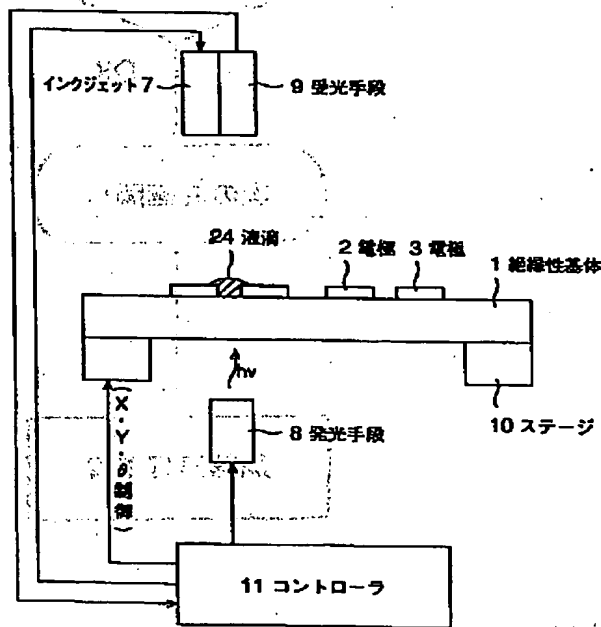 インクジェット 7
9 受光手段
24 液滴
2 電極
3 電極
1 絶縁性基体
hν
(X・Y・θ制御)
8 発光手段
10 ステージ
11 コントローラ